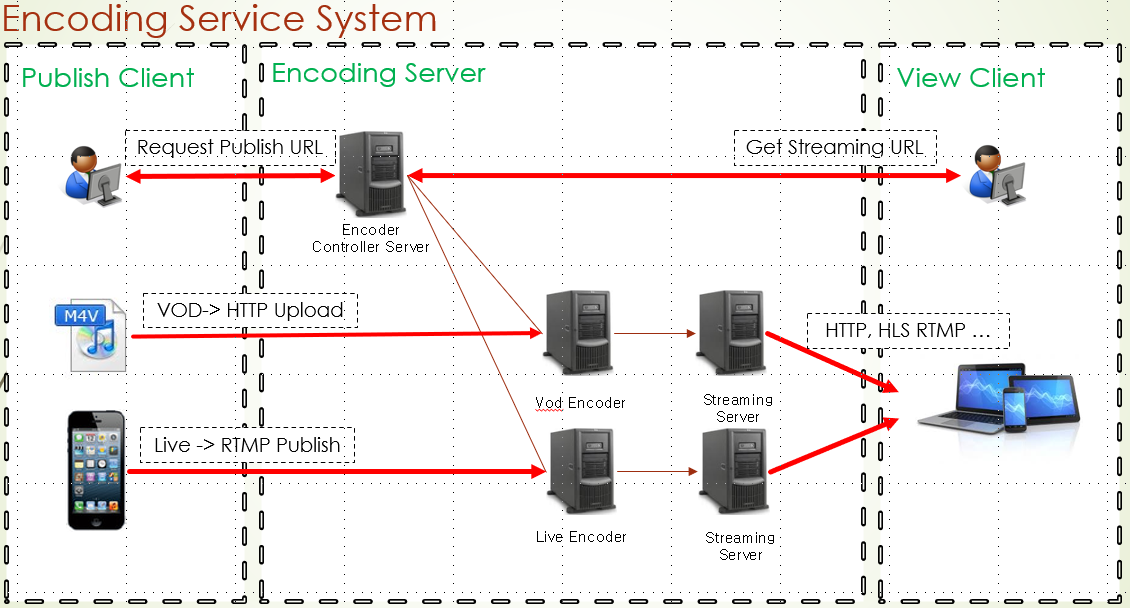 Encoding Service System
Publish Client
Encoding Server
View Client
Request Publish URL
Get Streaming URL
Encoder
Controller Server
M4V
VOD-> HTTP Upload
HTTP, HLS RTMP ...
Vod Encoder
Streaming
Server
Live -> RTMP Publish
Live Encoder
Streaming
Server